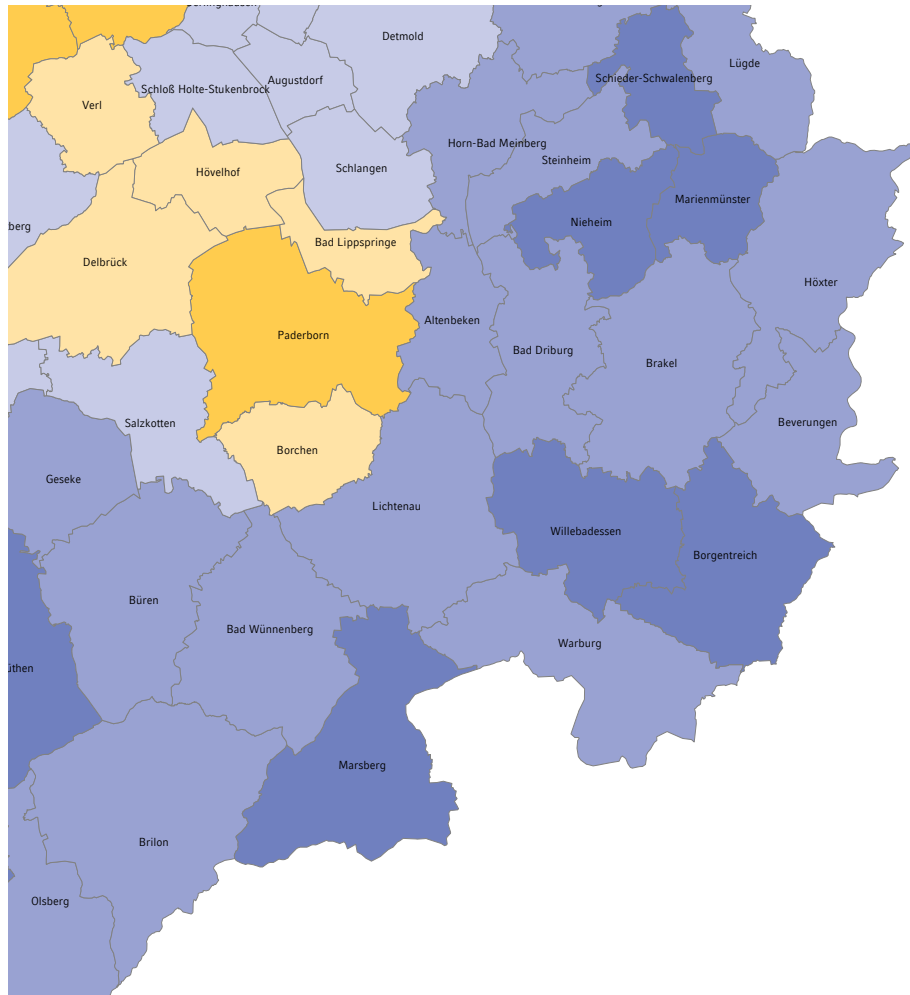 Detmold
Schieder-Schwalenberg
Lügde
Augustdorf
Schloß Holte-Stukenbrock
Verl
Horn-Bad Meinberg
Steinheim
Schlangen
Hövelhof
Marienmünster
Nieheim
berg
Bad Lippspringe
Delbrück
Höxter
Altenbeken
Paderborn
Bad Driburg
Brakel
Salzkotten
Beverungen
Borchen
Geseke
Lichtenau
Willebadessen
Borgentreich
Büren
Bad Wünnenberg
Warburg
üthen
Marsberg
Brilon
Olsberg